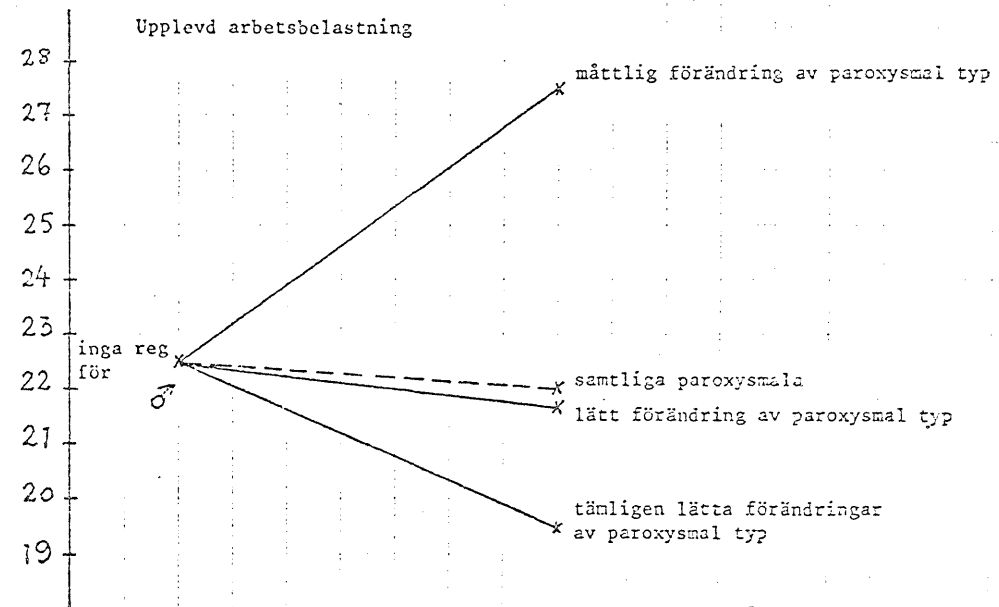 Upplevd arbetsbelastning
28
måttlig förändring av paroxysmal typ
27
26
25
24
23
inga reg
för
22
samtliga paroxysmala
♂
lätt förändring av paroxysmal typ
21
20
tämligen lätta förändringar
av paroxysmal typ
19